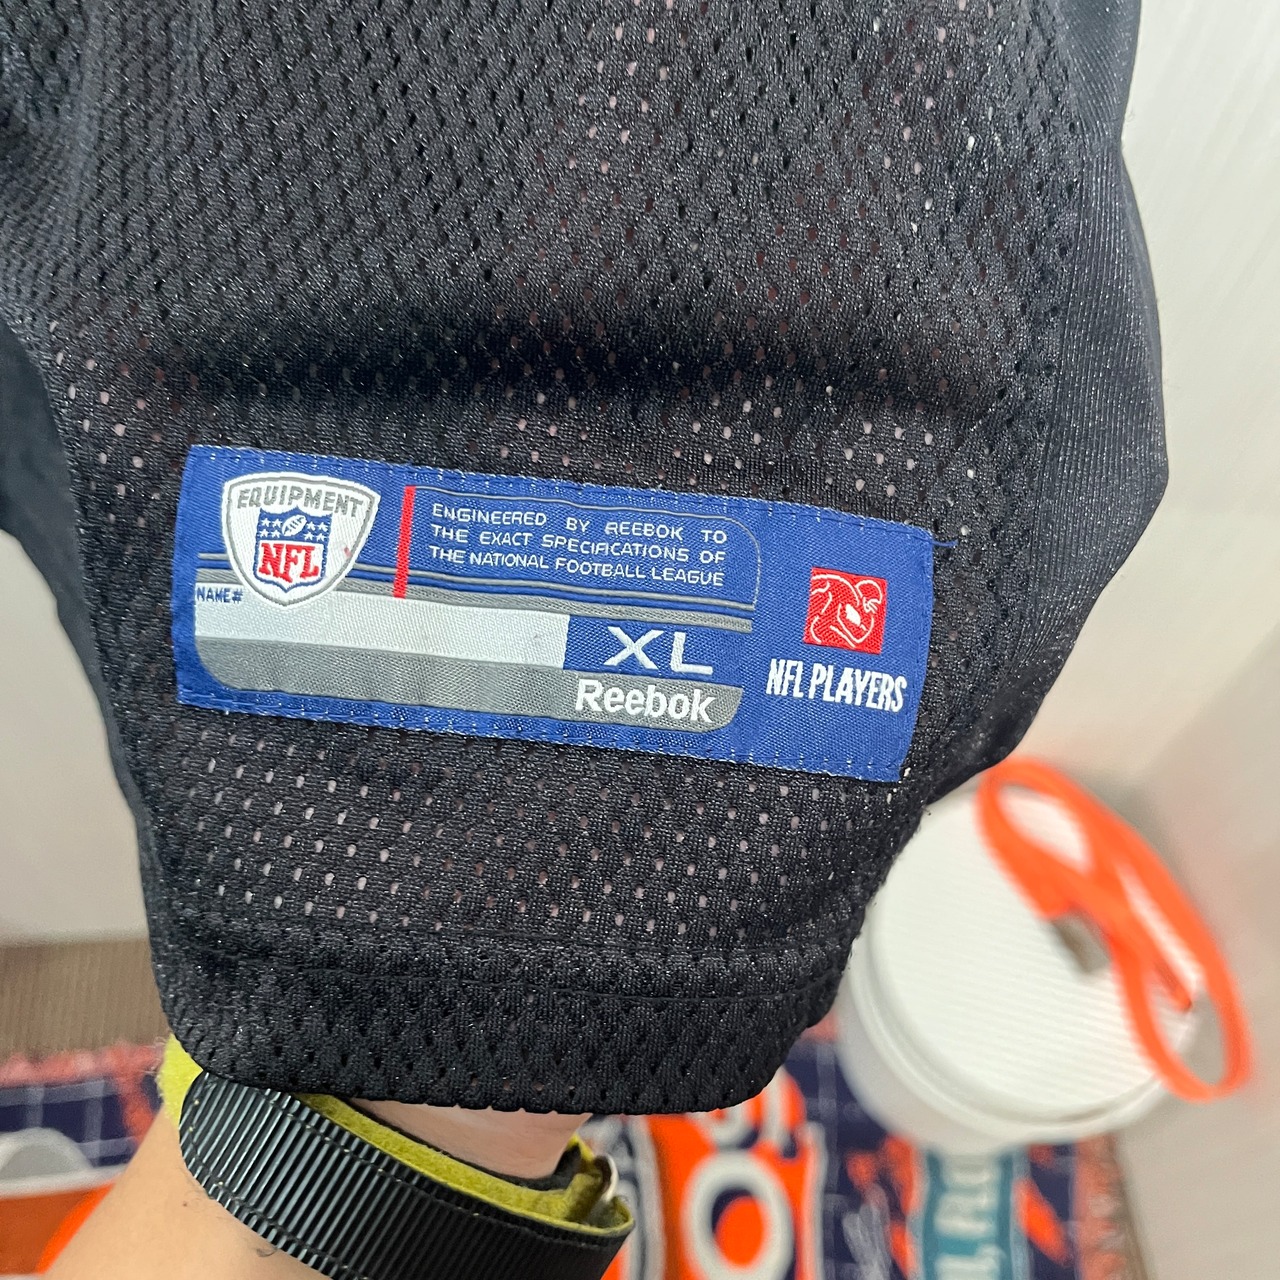 EQUIPMENT
NFL
ENGINEERED BY REEBOK TO
THE EXACT SPECIFICATIONS OF
THE NATIONAL FOOTBALL LEAGUE
NAME#
XL
Reebok
NFL PLAYERS